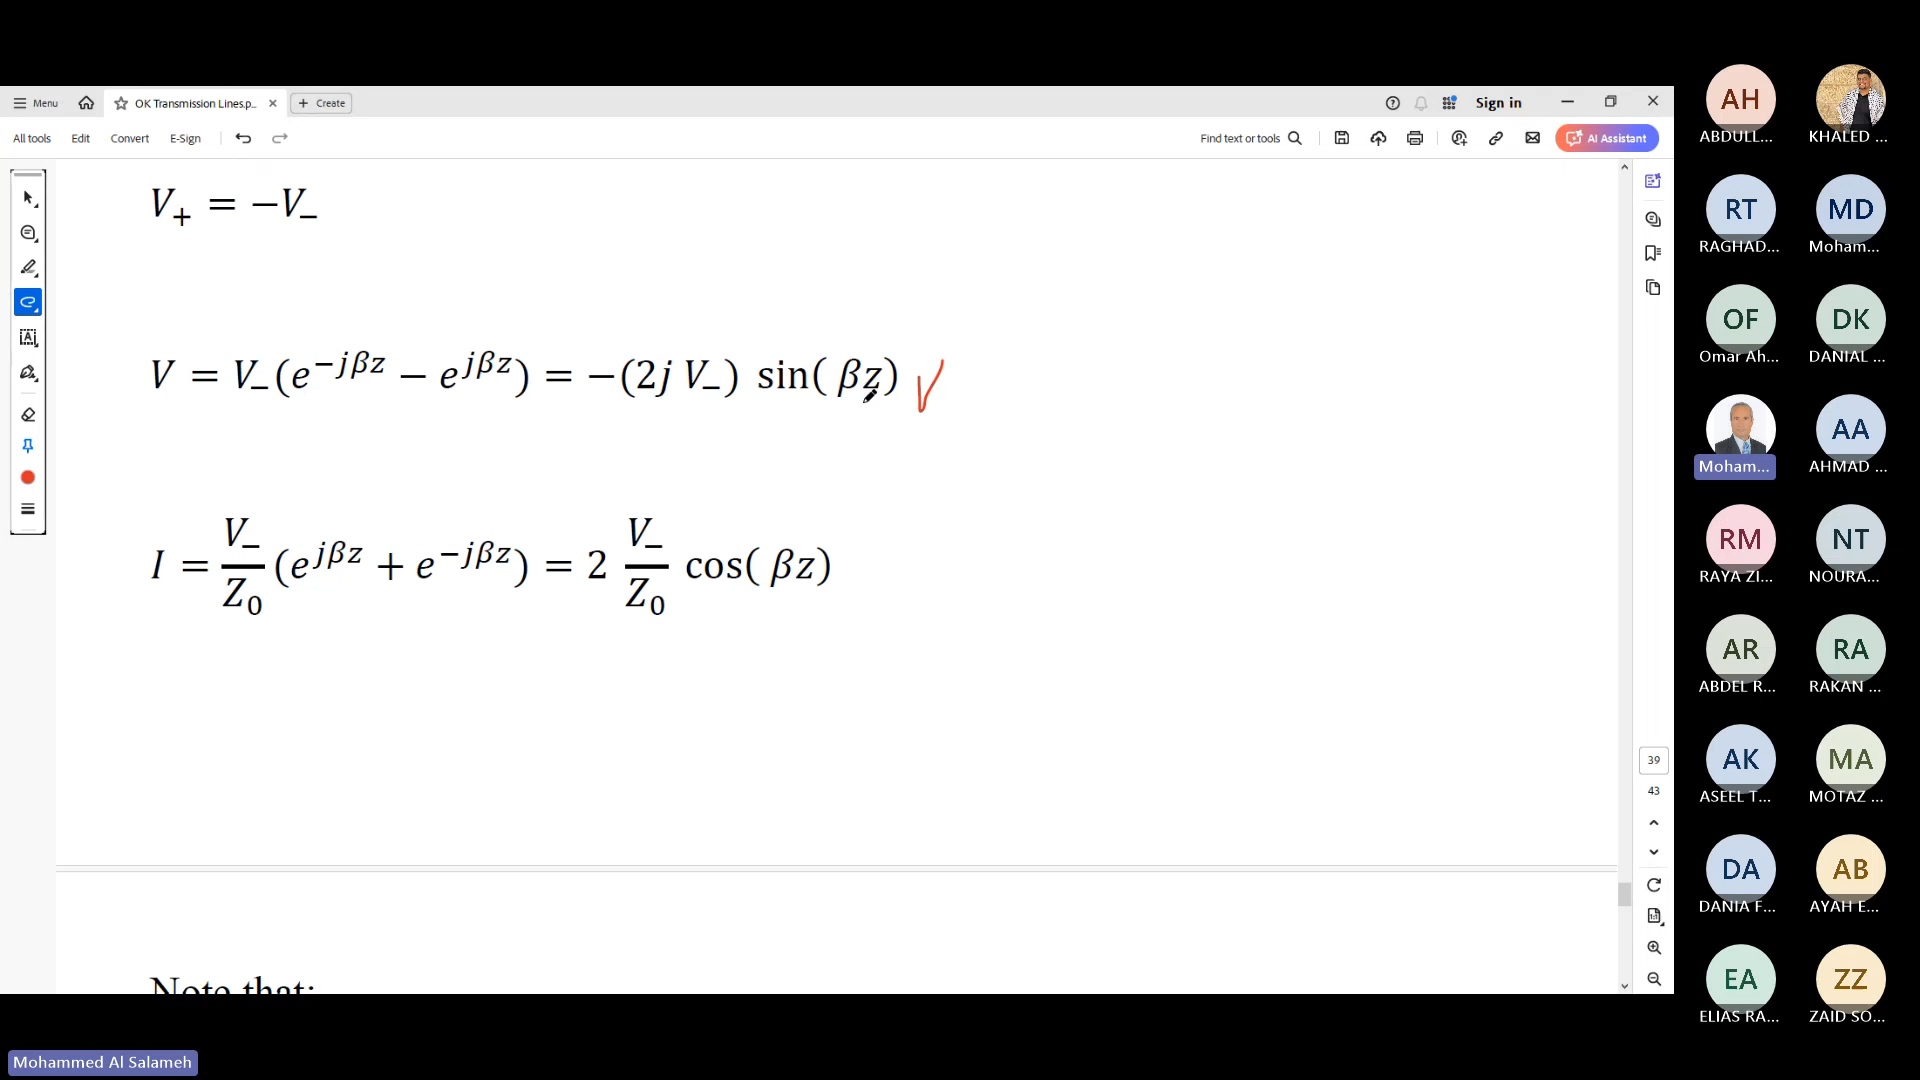 Menu
OK Transmission Lines.p...
Create
Sign in
All tools
Edit
Convert
E-Sign
Find text or tools
AI Assistant
V₊ = −V₋
V = V₋(e^{−jβz} − e^{jβz}) = −(2j V₋) sin( βz) V
I = V₋/Z₀ (e^{jβz} + e^{−jβz}) = 2 V₋/Z₀ cos( βz)
39
43
Note that:
AH
ABDULL...
KHALED ...
RT
RAGHAD...
MD
Moham...
OF
Omar Ah...
DK
DANIAL ...
Moham...
AA
AHMAD ...
RM
RAYA ZI...
NT
NOURA...
AR
ABDEL R...
RA
RAKAN ...
AK
ASEEL T...
MA
MOTAZ ...
DA
DANIA F...
AB
AYAH E...
EA
ELIAS RA...
ZZ
ZAID SO...
Mohammed Al Salameh